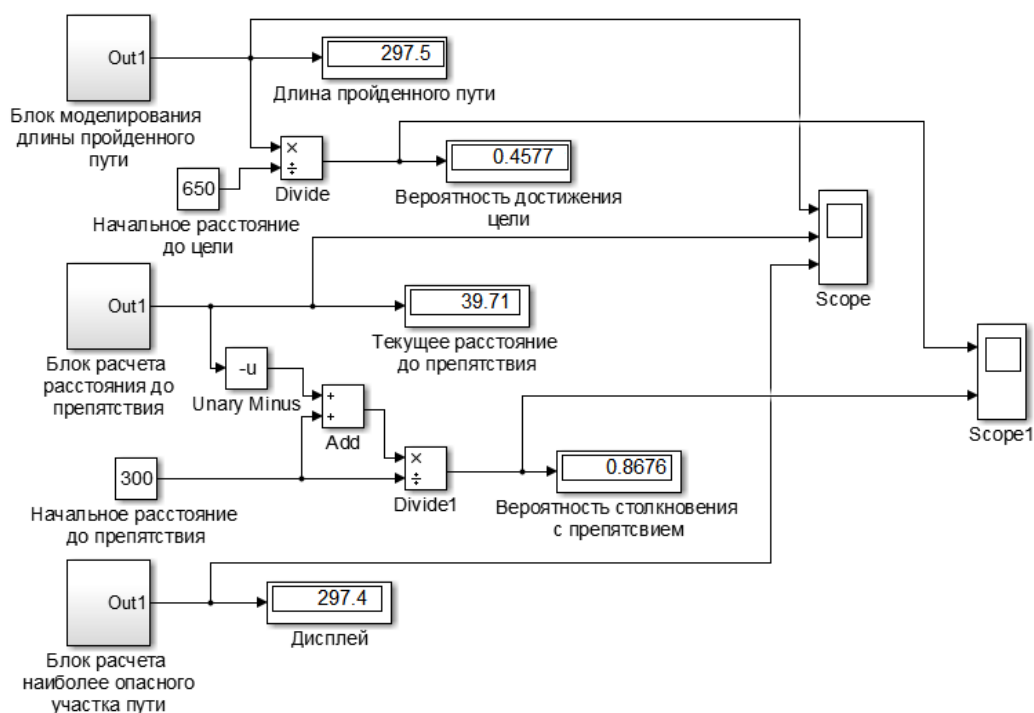 Out1
297.5
Длина пройденного пути
Блок моделирования
длины пройденного
пути
×
÷
Divide
650
Начальное расстояние
до цели
0.4577
Вероятность достижения
цели
Scope
Out1
Блок расчета
расстояния до
препятствия
39.71
Текущее расстояние
до препятствия
-u
Unary Minus
+
+
Add
Scope1
300
Начальное расстояние
до препятствия
×
÷
Divide1
0.8676
Вероятность столкновения
с препятсвием
Out1
297.4
Дисплей
Блок расчета
наиболее опасного
участка пути